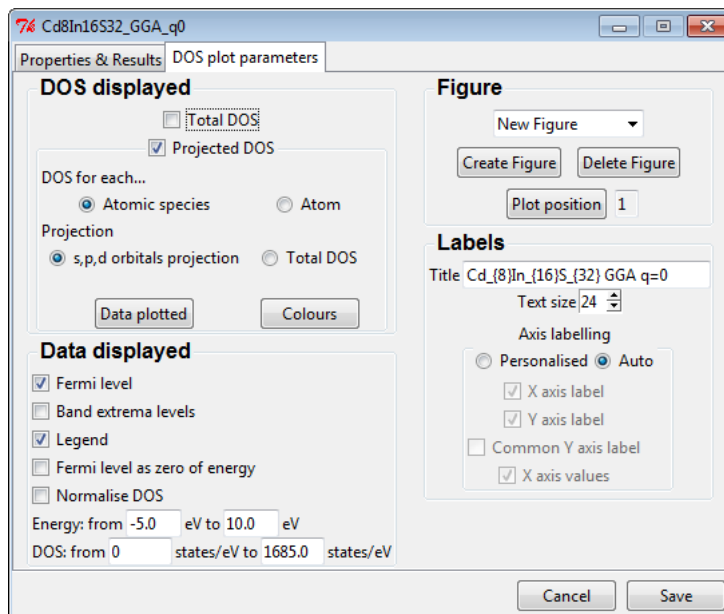 Cd8In16S32_GGA_q0
Properties & Results DOS plot parameters
DOS displayed
Total DOS
Projected DOS
DOS for each...
Atomic species Atom
Projection
s,p,d orbitals projection Total DOS
Data plotted Colours
Data displayed
Fermi level
Band extrema levels
Legend
Fermi level as zero of energy
Normalise DOS
Energy: from -5.0 eV to 10.0 eV
DOS: from 0 states/eV to 1685.0 states/eV
Figure
New Figure
Create Figure Delete Figure
Plot position 1
Labels
Title Cd_{8}In_{16}S_{32} GGA q=0
Text size 24
Axis labelling
Personalised Auto
X axis label
Y axis label
Common Y axis label
X axis values
Cancel Save